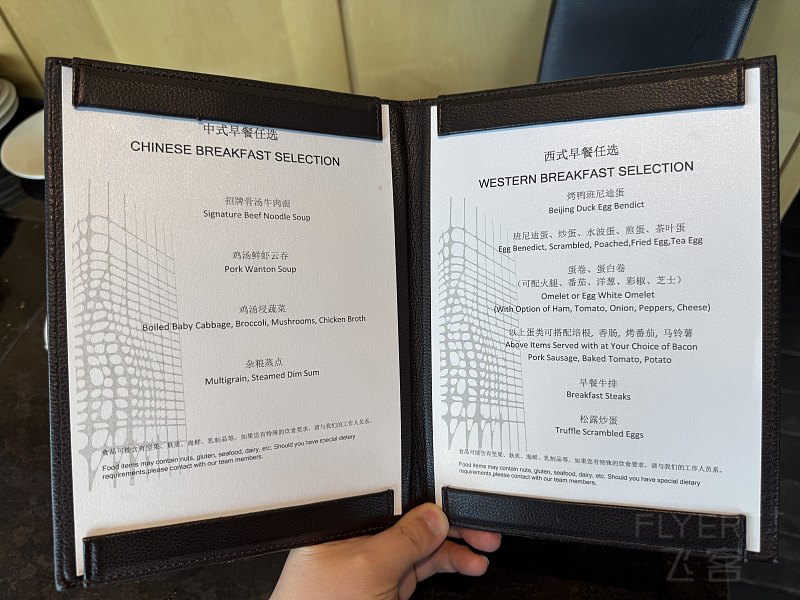 中式早餐任选
CHINESE BREAKFAST SELECTION
招牌骨汤牛肉面
Signature Beef Noodle Soup
鸡汤鲜虾云吞
Pork Wanton Soup
鸡汤浸蔬菜
Boiled Baby Cabbage, Broccoli, Mushrooms, Chicken Broth
杂粮蒸点
Multigrain, Steamed Dim Sum
食品可能含有坚果、麸质、海鲜、乳制品等。如果您有特殊的饮食要求，请与我们的工作人员系。
Food items may contain nuts, gluten, seafood, dairy, etc. Should you have special dietary
requirements,please contact with our team members.
西式早餐任选
WESTERN BREAKFAST SELECTION
烤鸭班尼迪蛋
Beijing Duck Egg Bendict
班尼迪蛋、炒蛋、水波蛋、煎蛋、茶叶蛋
Egg Benedict, Scrambled, Poached,Fried Egg,Tea Egg
蛋卷、蛋白卷
（可配火腿、番茄、洋葱、彩椒、芝士）
Omelet or Egg White Omelet
(With Option of Ham, Tomato, Onion, Peppers, Cheese)
以上蛋类可搭配培根, 香肠, 烤番茄, 马铃薯
Above Items Served with at Your Choice of Bacon
Pork Sausage, Baked Tomato, Potato
早餐牛排
Breakfast Steaks
松露炒蛋
Truffle Scrambled Eggs
食品可能含有坚果、麸质、海鲜、乳制品等。如果您有特殊的饮食要求，请与我们的工作人员系。
Food items may contain nuts, gluten, seafood, dairy, etc. Should you have special dietary
requirements,please contact with our team members.
FLYER
飞客